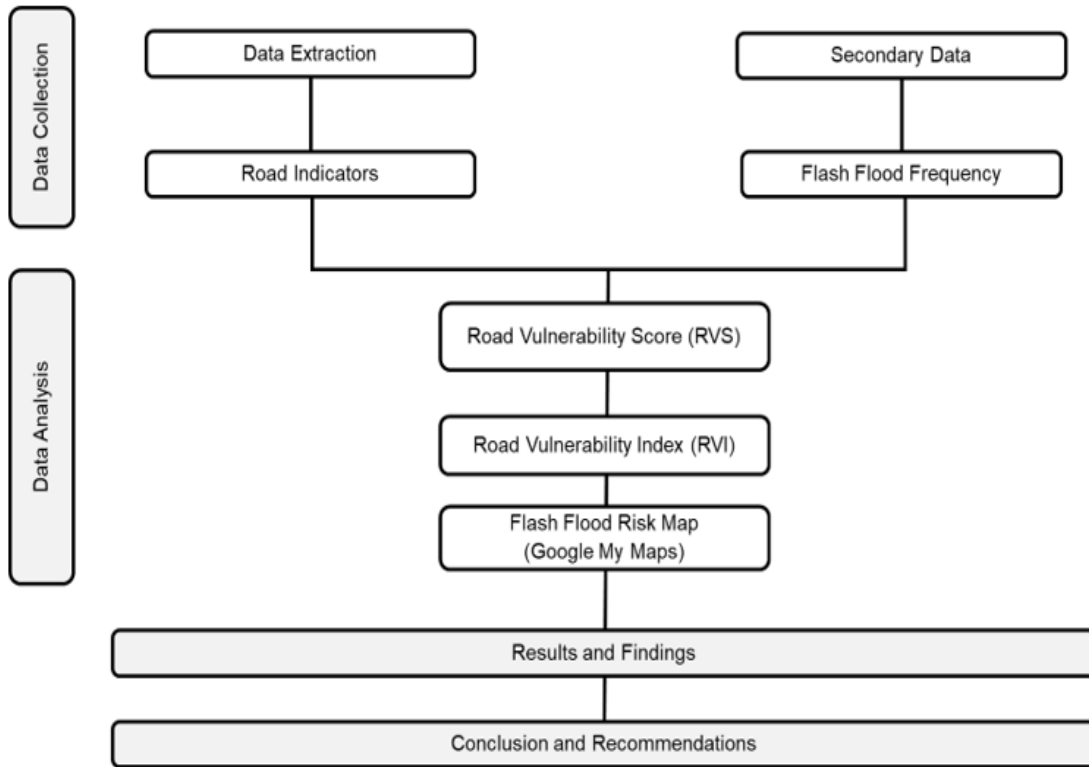 Data Collection
Data Extraction
Secondary Data
Road Indicators
Flash Flood Frequency
Data Analysis
Road Vulnerability Score (RVS)
Road Vulnerability Index (RVI)
Flash Flood Risk Map
(Google My Maps)
Results and Findings
Conclusion and Recommendations